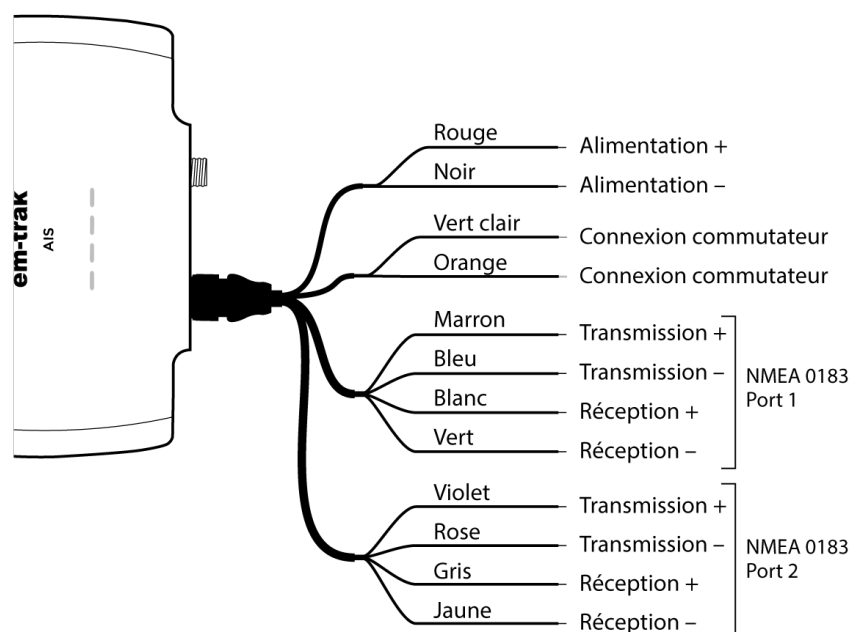 em-trak
AIS
Rouge Alimentation +
Noir Alimentation –
Vert clair Connexion commutateur
Orange Connexion commutateur
Marron Transmission +
Bleu Transmission –
Blanc Réception +
Vert Réception –
NMEA 0183
Port 1
Violet Transmission +
Rose Transmission –
Gris Réception +
Jaune Réception –
NMEA 0183
Port 2